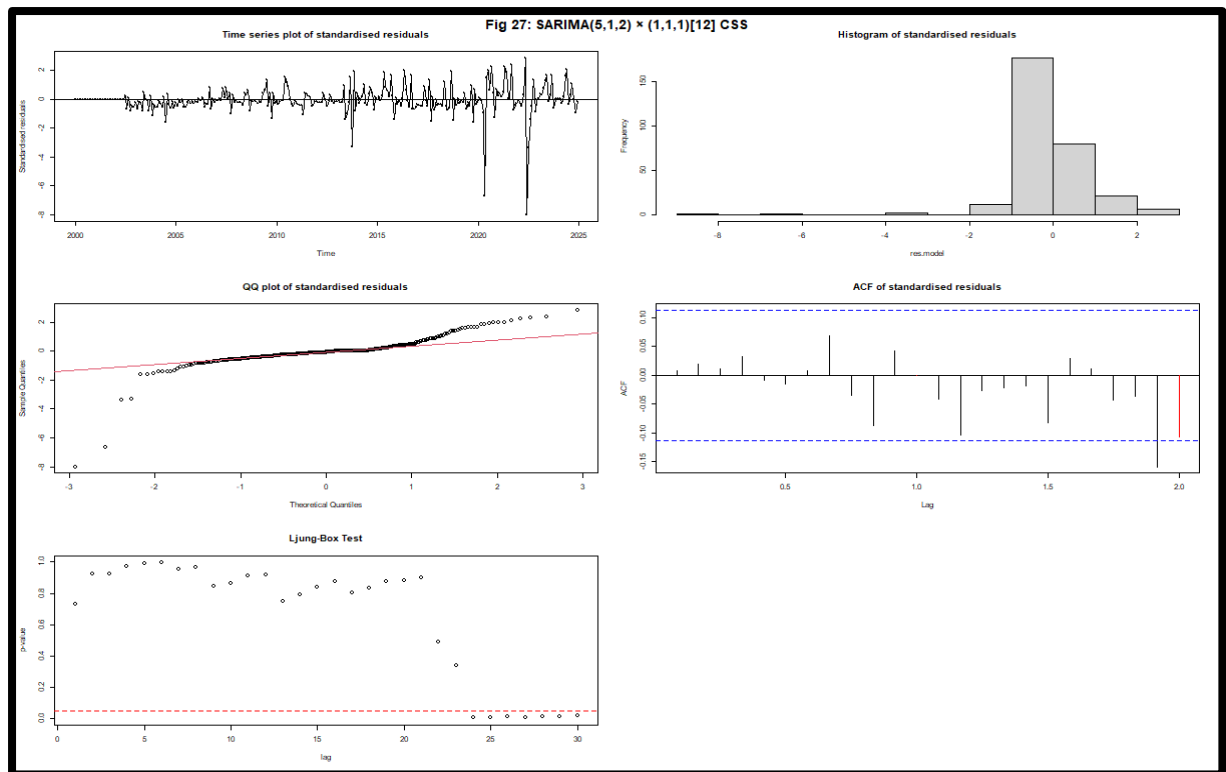 Fig 27: SARIMA(5,1,2) × (1,1,1)[12] CSS
Time series plot of standardised residuals
Standardised residuals
2
0
-2
-4
-6
-8
2000 2005 2010 2015 2020 2025
Time
Histogram of standardised residuals
Frequency
150
100
50
0
-8 -6 -4 -2 0 2
res.model
QQ plot of standardised residuals
Sample Quantiles
2
0
-2
-4
-6
-8
-3 -2 -1 0 1 2 3
Theoretical Quantiles
ACF of standardised residuals
ACF
0.10
0.05
0.00
-0.05
-0.10
-0.15
0.5 1.0 1.5 2.0
Lag
Ljung-Box Test
p-value
1.0
0.8
0.6
0.4
0.2
0.0
0 5 10 15 20 25 30
lag